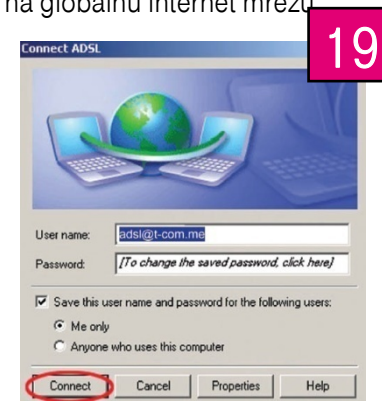 na globalnu internet mrežu
19
Connect ADSL
User name: adsl@t-com.me
Password: [To change the saved password, click here]
Save this user name and password for the following users:
Me only
Anyone who uses this computer
Connect Cancel Properties Help